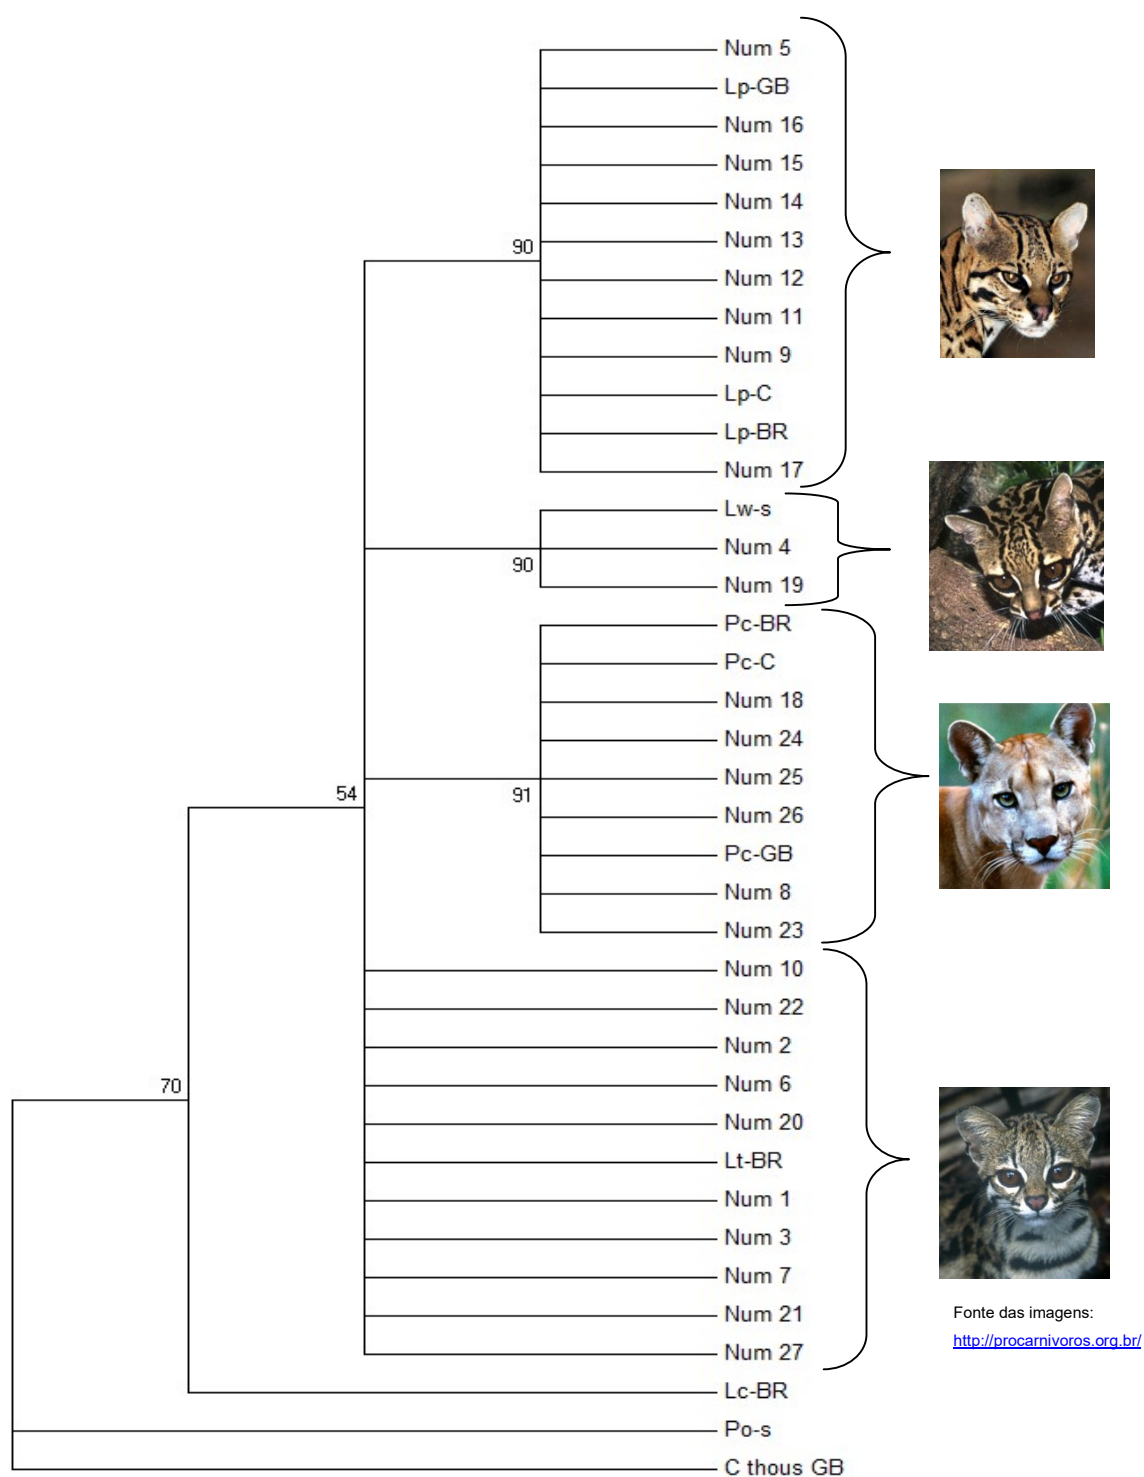 Num 5
Lp-GB
Num 16
Num 15
Num 14
Num 13
90
Num 12
Num 11
Num 9
Lp-C
Lp-BR
Num 17
Lw-s
Num 4
90
Num 19
Pc-BR
Pc-C
Num 18
Num 24
Num 25
54
91
Num 26
Pc-GB
Num 8
Num 23
Num 10
Num 22
Num 2
70
Num 6
Num 20
Lt-BR
Num 1
Num 3
Num 7
Num 21
Fonte das imagens:
http://procarnivoros.org.br/
Num 27
Lc-BR
Po-s
C thous GB